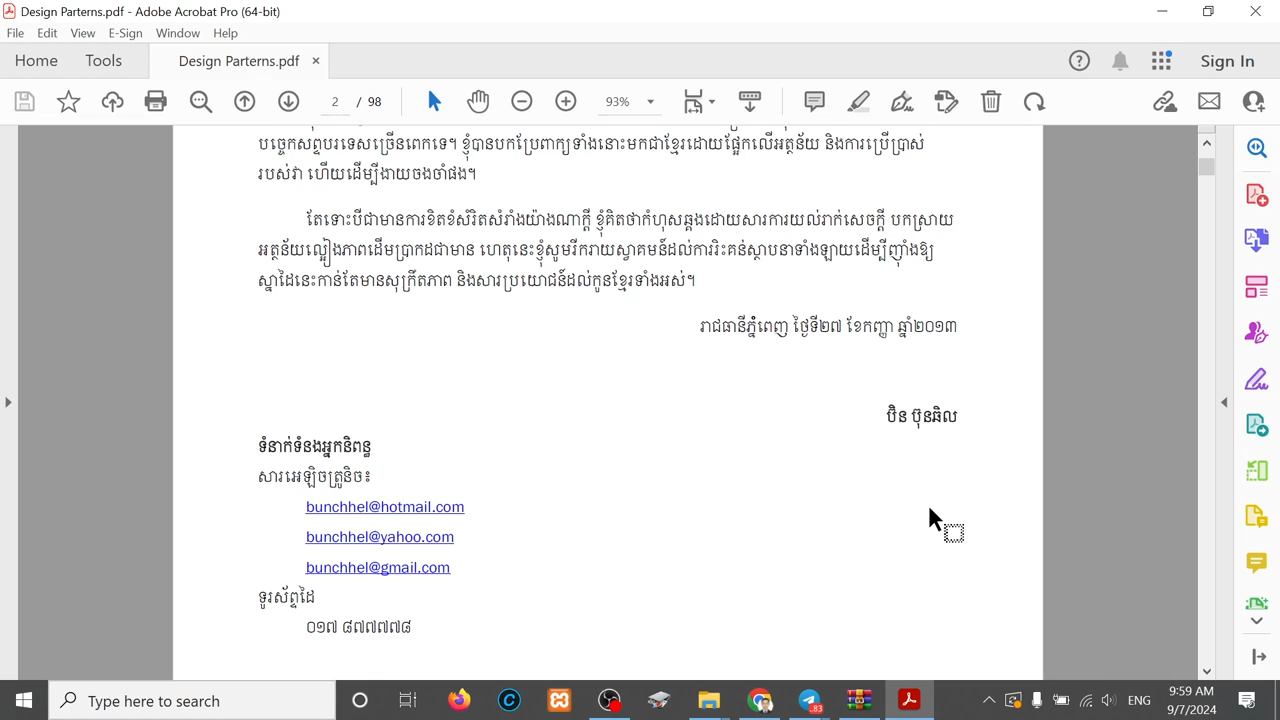 Design Parterns.pdf - Adobe Acrobat Pro (64-bit)
File Edit View E-Sign Window Help
Home Tools Design Parterns.pdf × Sign In
2 / 98 93%
បច្ចេកសព្ទបរទេសច្រើនពេកទេ។ ខ្ញុំបានបកប្រែពាក្យទាំងនោះមកជាខ្មែរដោយផ្អែកលើអត្ថន័យ និងការប្រើប្រាស់
របស់វា ហើយដើម្បីងាយចងចាំផង។
តែទោះបីជាមានការខិតខំសំរិតសំរាំងយ៉ាងណាក្តី ខ្ញុំគិតថាកំហុសឆ្គងដោយសារការយល់រាក់សេចក្តី បកស្រាយ
អត្ថន័យល្អៀងភាពដើមប្រាកដជាមាន ហេតុនេះខ្ញុំសូមរីករាយស្វាគមន៍ដល់ការរិះគន់ស្ថាបនាទាំងឡាយដើម្បីញ៉ាំងឱ្យ
ស្នាដៃនេះកាន់តែមានសុក្រឹតភាព និងសារប្រយោជន៍ដល់កូនខ្មែរទាំងអស់។
រាជធានីភ្នំពេញ ថ្ងៃទី២៧ ខែកញ្ញា ឆ្នាំ២០១៣
ប៊ិន ប៊ុនឆិល
ទំនាក់ទំនងអ្នកនិពន្ធ
សារអេឡិចត្រូនិច៖
bunchhel@hotmail.com
bunchhel@yahoo.com
bunchhel@gmail.com
ទូរស័ព្ទដៃ
០១៧ ៨៧៧៧៧៨
Type here to search
83
ENG
9:59 AM
9/7/2024